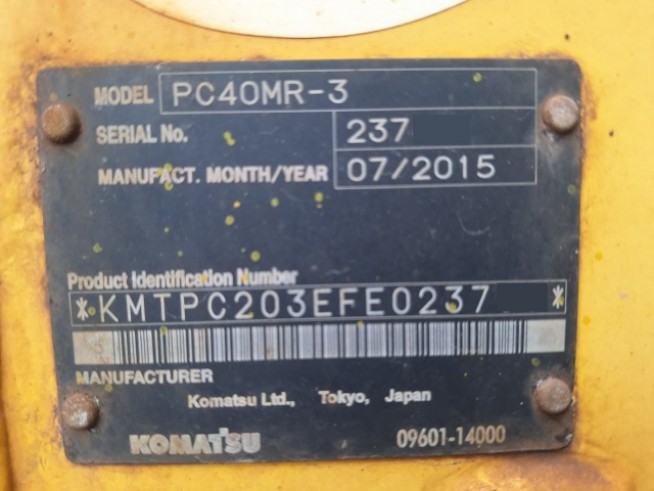 MODEL PC40MR-3
SERIAL No. 237
MANUFACT. MONTH/YEAR 07/2015
Product Identification Number
*KMTPC203EFE0237 *
MANUFACTURER
Komatsu Ltd., Tokyo, Japan
KOMATSU 09601-14000